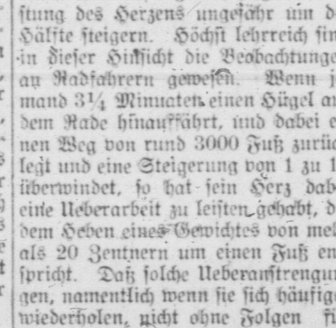 stung des Herzens ungefähr um d
Hälfte steigern. Höchst lehrreich sin
in dieser Hinsicht die Beobachtunge
an Radfahrern gewesen. Wenn j
mand 3¼ Minuaten einen Hügel a
dem Rade hinauffährt, und dabei e
nen Weg von rund 3000 Fuß zurüc
legt und eine Steigerung von 1 zu 1
überwindet, so hat sein Herz dab
eine Ueberarbeit zu leisten gehabt, d
dem Heben eines Gewichtes von meh
als 20 Zentnern um einen Fuß en
spricht. Daß solche Ueberanstrengu
gen, namentlich wenn sie sich häufige
wiederholen, nicht ohne Folgen